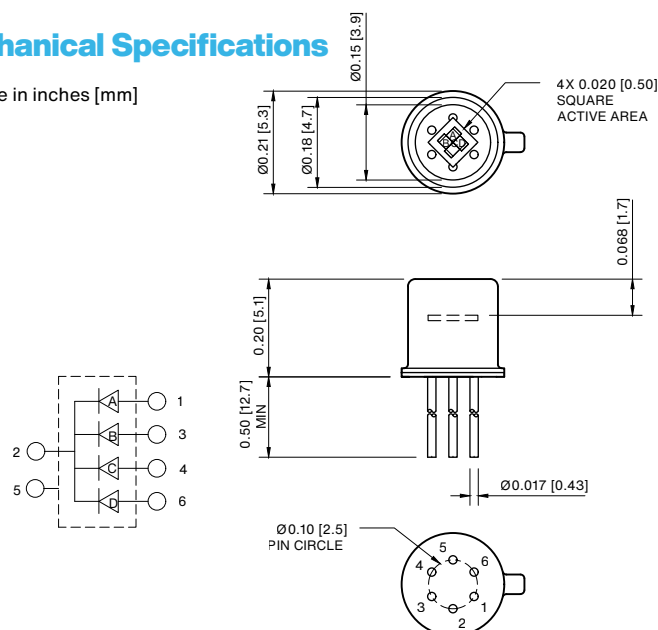 hanical Specifications
e in inches [mm]
Ø0.15 [3.9]
4X 0.020 [0.50]
SQUARE
ACTIVE AREA
Ø0.21 [5.3]
Ø0.18 [4.7]
A
B C D
0.068 [1.7]
0.20 [5.1]
0.50 [12.7]
MIN
Ø0.017 [0.43]
A 1
B 3
2
C 4
5
D 6
Ø0.10 [2.5]
PIN CIRCLE
5
4 6
3 1
2